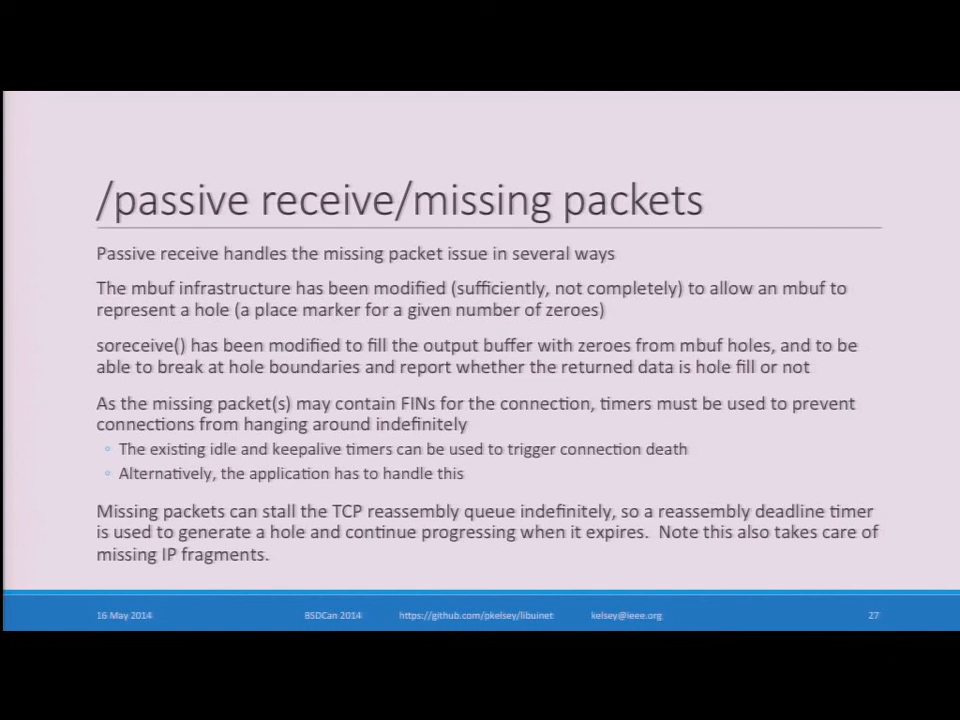 /passive receive/missing packets
Passive receive handles the missing packet issue in several ways
The mbuf infrastructure has been modified (sufficiently, not completely) to allow an mbuf to
represent a hole (a place marker for a given number of zeroes)
soreceive() has been modified to fill the output buffer with zeroes from mbuf holes, and to be
able to break at hole boundaries and report whether the returned data is hole fill or not
As the missing packet(s) may contain FINs for the connection, timers must be used to prevent
connections from hanging around indefinitely
◦ The existing idle and keepalive timers can be used to trigger connection death
◦ Alternatively, the application has to handle this
Missing packets can stall the TCP reassembly queue indefinitely, so a reassembly deadline timer
is used to generate a hole and continue progressing when it expires.  Note this also takes care of
missing IP fragments.
16 May 2014 BSDCan 2014 https://github.com/pkelsey/libuinet kelsey@ieee.org 27